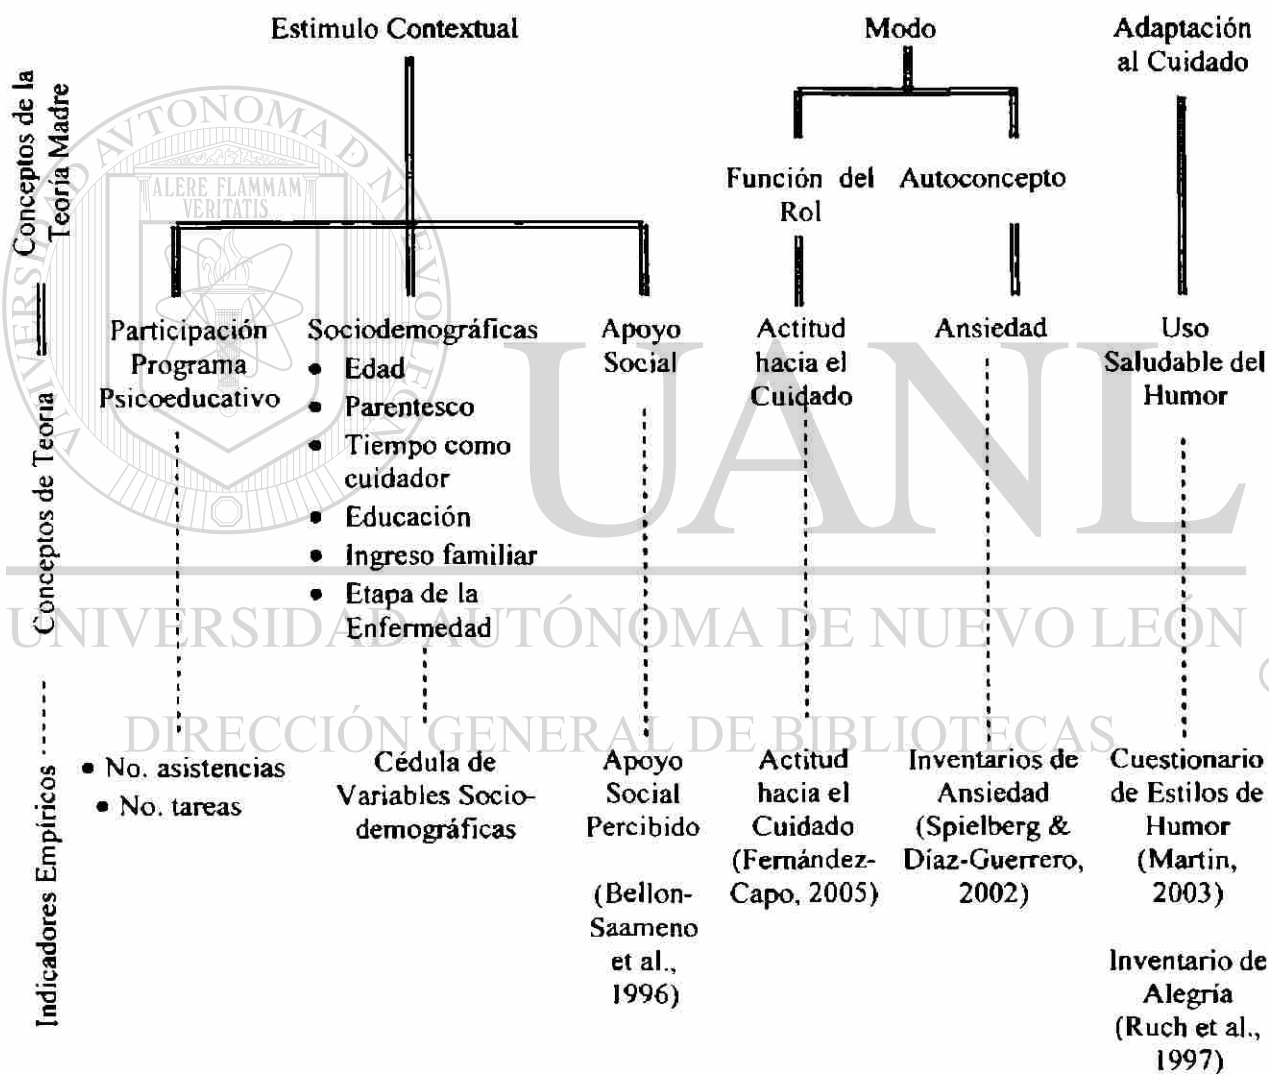 Estimulo Contextual
Modo
Adaptación
al Cuidado
Conceptos de la
Teoría Madre
Función del
Rol
Autoconcepto
Participación
Programa
Psicoeducativo
Sociodemográficas
• Edad
• Parentesco
• Tiempo como
cuidador
• Educación
• Ingreso familiar
• Etapa de la
Enfermedad
Apoyo
Social
Actitud
hacia el
Cuidado
Ansiedad
Uso
Saludable del
Humor
Conceptos de Teoría
Indicadores Empíricos
• No. asistencias
• No. tareas
Cédula de
Variables Socio-
demográficas
Apoyo
Social
Percibido
(Bellon-
Saameno
et al.,
1996)
Actitud
hacia el
Cuidado
(Fernández-
Capo, 2005)
Inventarios de
Ansiedad
(Spielberg &
Díaz-Guerrero,
2002)
Cuestionario
de Estilos de
Humor
(Martin,
2003)
Inventario de
Alegría
(Ruch et al.,
1997)
UNIVERSIDAD AUTONOMA DE NUEVO LEON
ALERE FLAMMAM
VERITATIS
UANL
UNIVERSIDAD AUTÓNOMA DE NUEVO LEÓN
®
DIRECCIÓN GENERAL DE BIBLIOTECAS